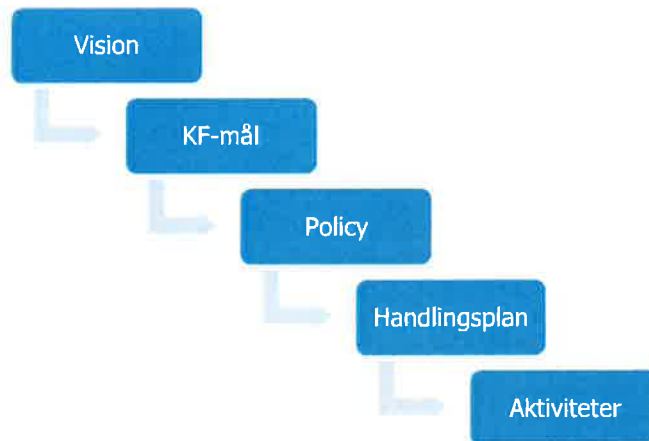 Vision
KF-mål
Policy
Handlingsplan
Aktiviteter